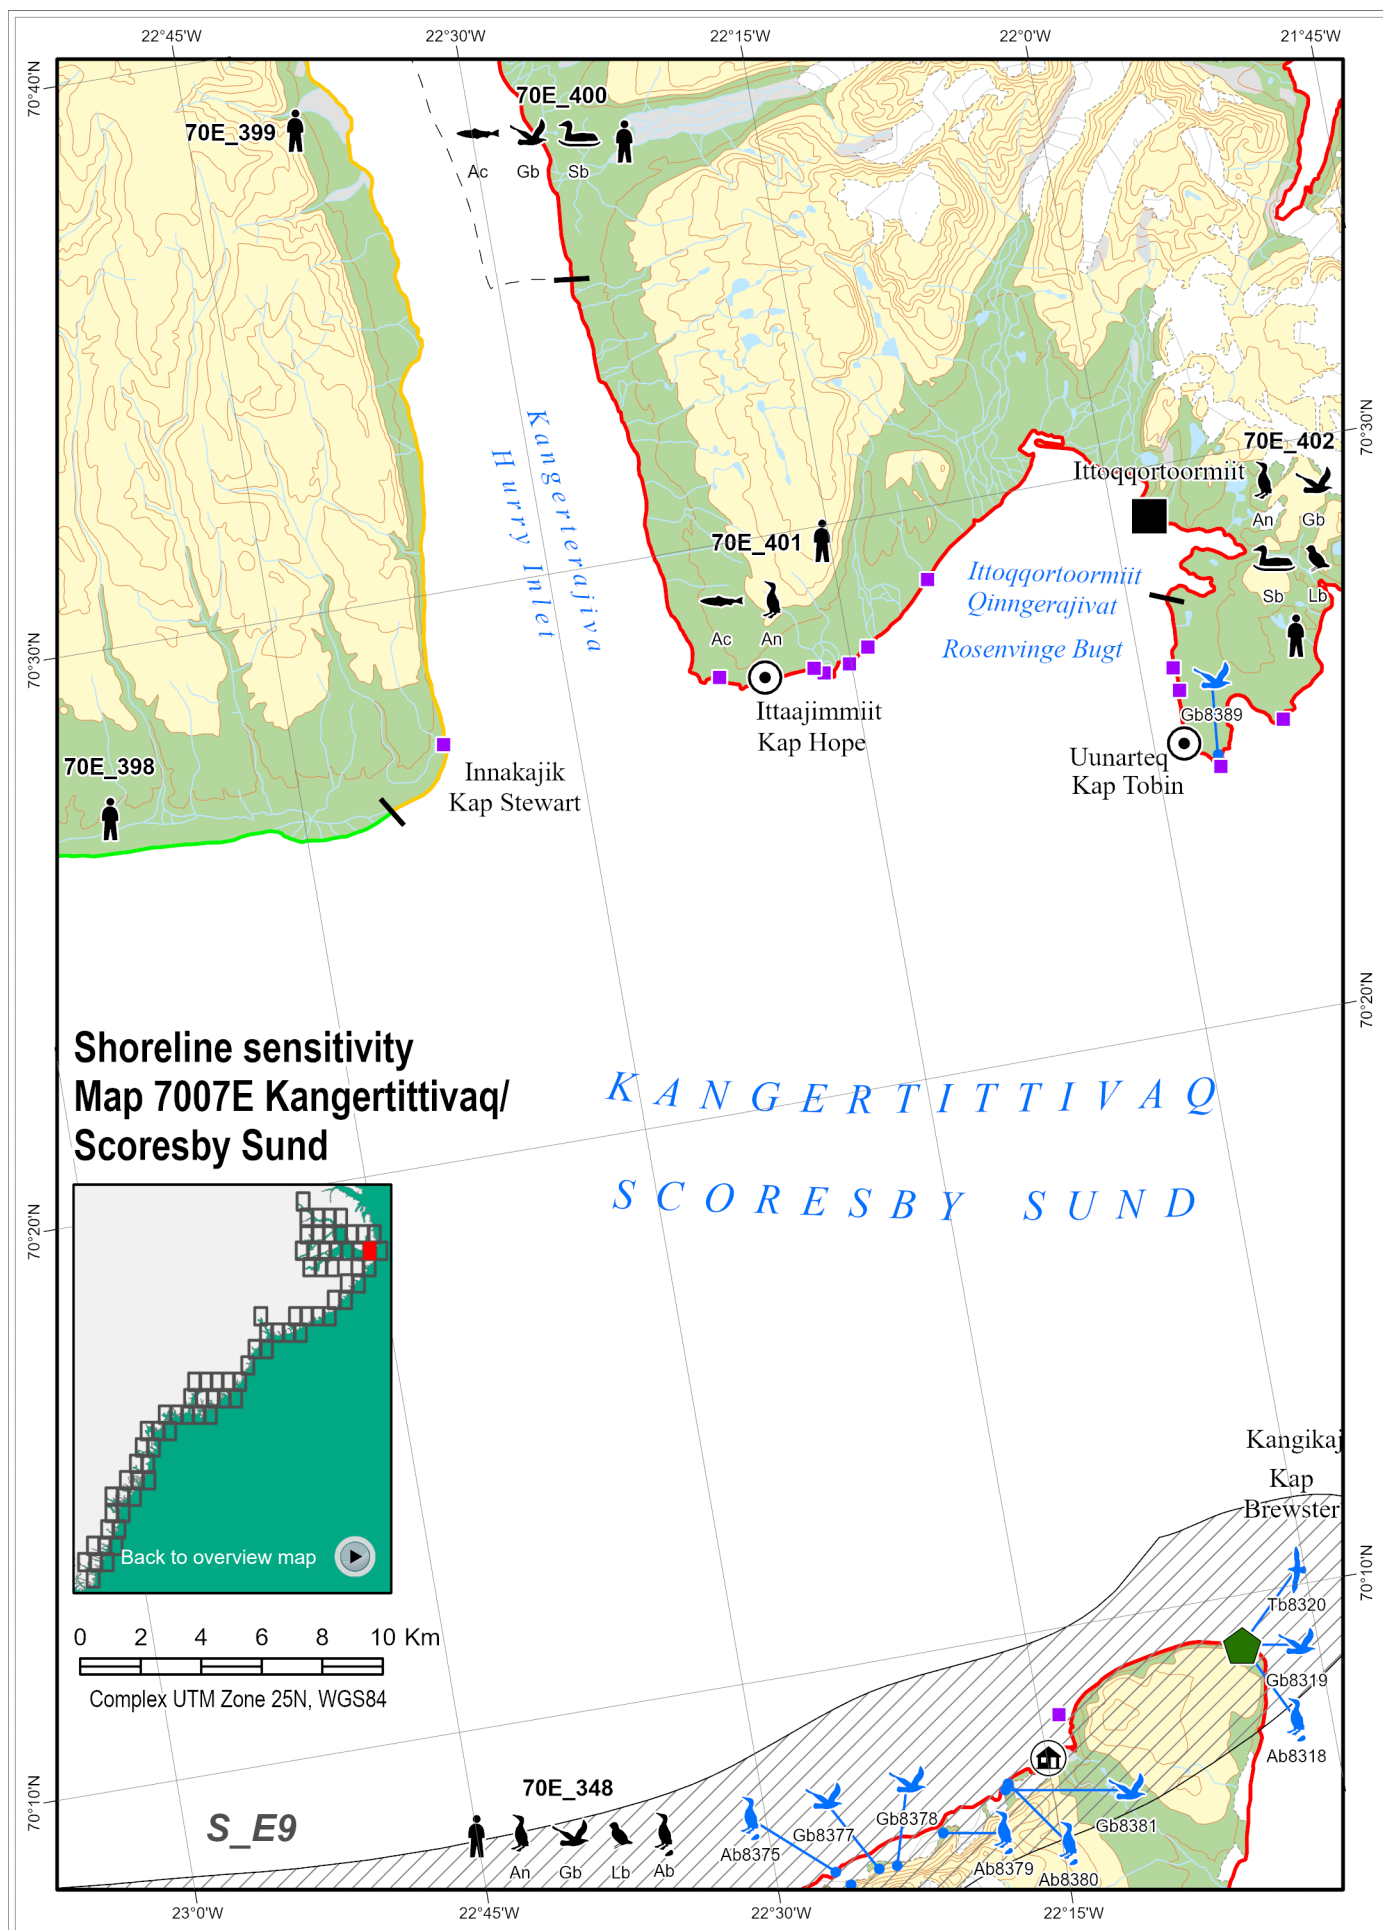 22°45'W
22°30'W
22°15'W
22°0'W
21°45'W
70°40'N
70E_399
70E_400
Ac
Gb
Sb
70°30'N
70E_402
Ittoqqortoormiit
An
Gb
Sb
Lb
Kangerterajiva
Hurry Inlet
70E_401
Ac
An
Ittoqqortoormiit
Qinngerajivat
Rosenvinge Bugt
70°30'N
Gb8389
Ittaajimmiit
Kap Hope
Uunarteq
Kap Tobin
70E_398
Innakajik
Kap Stewart
70°20'N
Shoreline sensitivity
Map 7007E Kangertittivaq/
Scoresby Sund
KANGERTITTIVAQ
SCORESBY SUND
70°20'N
Back to overview map
0 2 4 6 8 10 Km
Complex UTM Zone 25N, WGS84
Kangikaj
Kap
Brewster
70°10'N
Tb8320
Gb8319
Ab8318
70°10'N
S_E9
70E_348
An
Gb
Lb
Ab
Ab8375
Gb8377
Gb8378
Ab8379
Ab8380
Gb8381
23°0'W
22°45'W
22°30'W
22°15'W